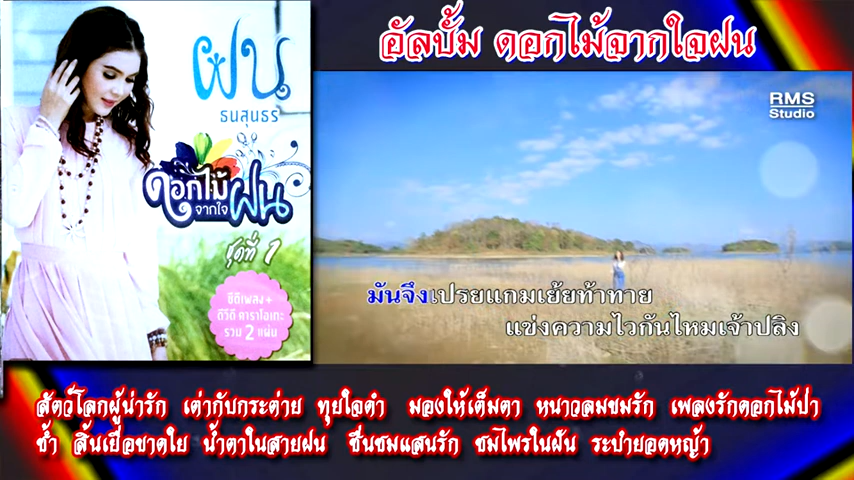 อัลบั้ม ดอกไม้จากใจฝน
ฝน
ธนสุนธร
ดอกไม้
จากใจ ฝน
ชุดที่ 1
ซีดีเพลง +
ดีวีดี คาราโอเกะ
รวม 2 แผ่น
RMS
Studio
มันจึงเปรยแกมเย้ยท้าทาย
แข่งความไวกันไหมเจ้าปลิง
สัตว์โลกผู้น่ารัก เต่ากับกระต่าย ทุยใจดำ มองให้เต็มตา หนาวลมชมรัก เพลงรักดอกไม้ป่า
ช้ำ สิ้นเยื่อขาดใย น้ำตาในสายฝน ชื่นชมแสนรัก ชมไพรในฝัน ระบำยอดหญ้า